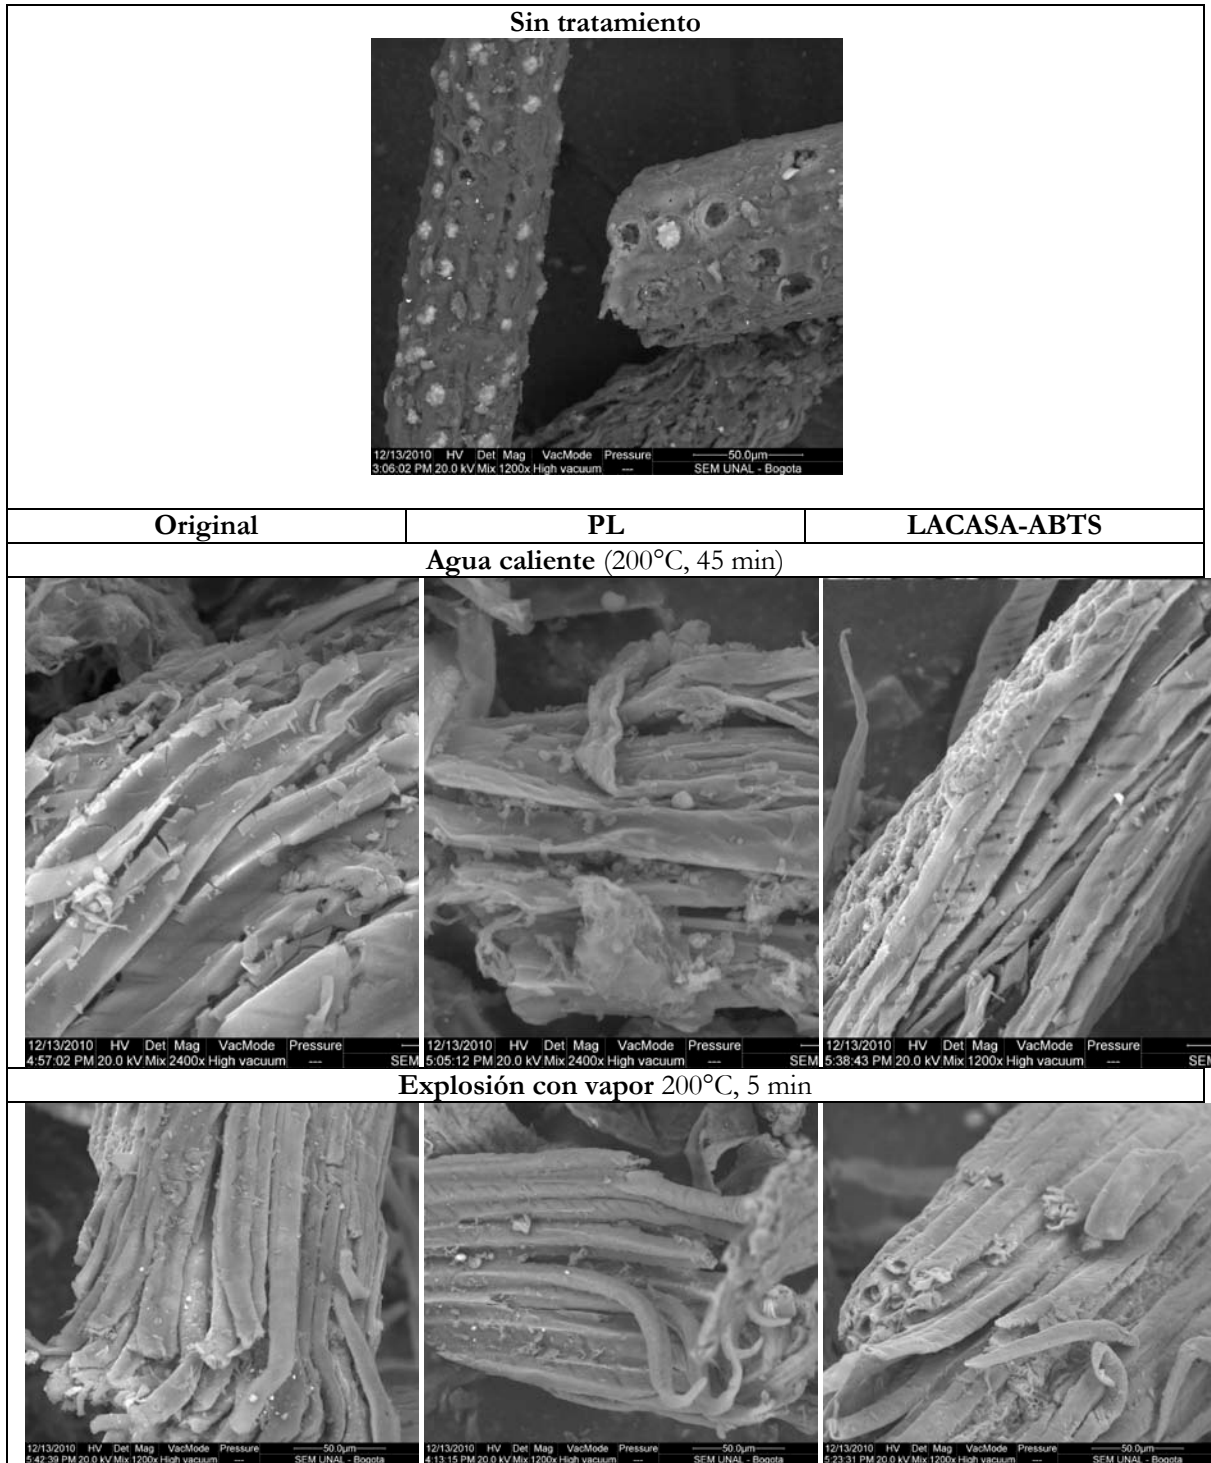 Sin tratamiento
12/13/2010 HV Det Mag VacMode Pressure 50.0µm
3:06:02 PM 20.0 kV Mix 1200x High vacuum --- SEM UNAL - Bogota
Original PL LACASA-ABTS
Agua caliente (200°C, 45 min)
12/13/2010 HV Det Mag VacMode Pressure
4:57:02 PM 20.0 kV Mix 2400x High vacuum --- SEM
12/13/2010 HV Det Mag VacMode Pressure
5:05:12 PM 20.0 kV Mix 2400x High vacuum --- SEM
12/13/2010 HV Det Mag VacMode Pressure
5:38:43 PM 20.0 kV Mix 1200x High vacuum --- SEM
Explosión con vapor 200°C, 5 min
12/13/2010 HV Det Mag VacMode Pressure 50.0µm
5:42:39 PM 20.0 kV Mix 1200x High vacuum --- SEM UNAL - Bogota
12/13/2010 HV Det Mag VacMode Pressure 50.0µm
4:13:15 PM 20.0 kV Mix 1200x High vacuum --- SEM UNAL - Bogota
12/13/2010 HV Det Mag VacMode Pressure 50.0µm
5:23:31 PM 20.0 kV Mix 1200x High vacuum --- SEM UNAL - Bogota